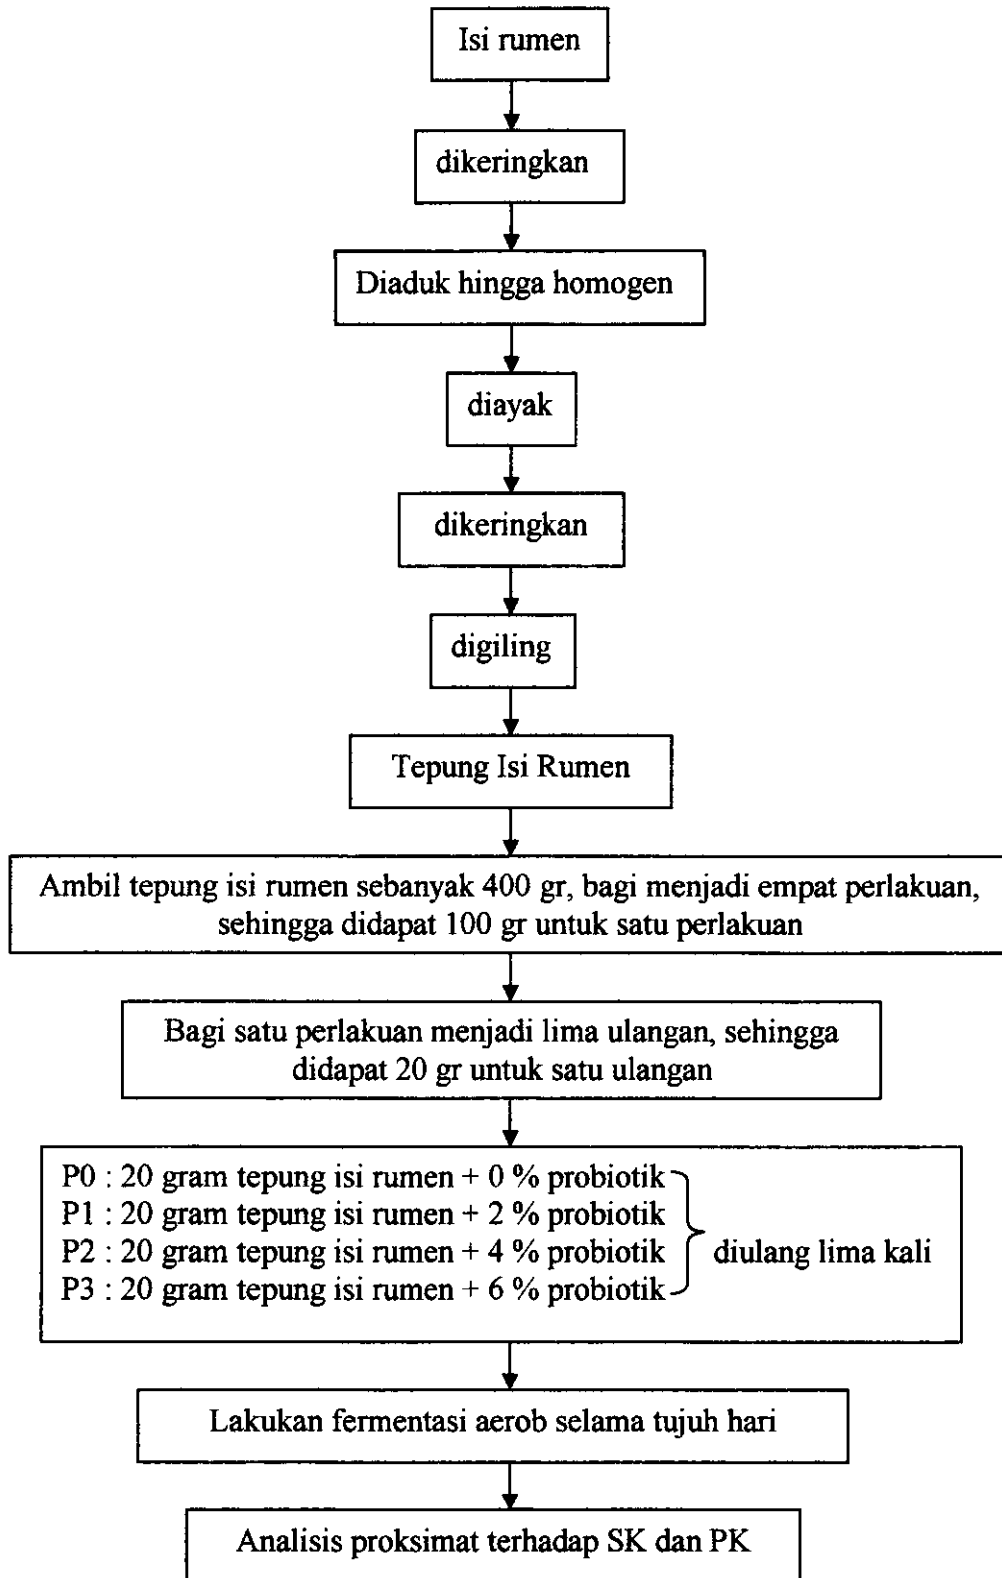 Isi rumen
dikeringkan
Diaduk hingga homogen
diayak
dikeringkan
digiling
Tepung Isi Rumen
Ambil tepung isi rumen sebanyak 400 gr, bagi menjadi empat perlakuan,
sehingga didapat 100 gr untuk satu perlakuan
Bagi satu perlakuan menjadi lima ulangan, sehingga
didapat 20 gr untuk satu ulangan
P0 : 20 gram tepung isi rumen + 0 % probiotik
P1 : 20 gram tepung isi rumen + 2 % probiotik
P2 : 20 gram tepung isi rumen + 4 % probiotik
P3 : 20 gram tepung isi rumen + 6 % probiotik
diulang lima kali
Lakukan fermentasi aerob selama tujuh hari
Analisis proksimat terhadap SK dan PK